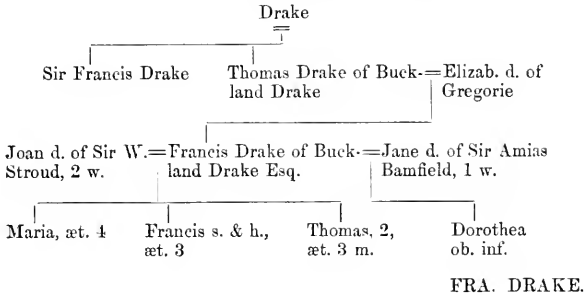 Drake
Sir Francis Drake
Thomas Drake of Buck-=Elizab. d. of
land Drake Gregorie
Joan d. of Sir W.=Francis Drake of Buck-=Jane d. of Sir Amias
Stroud, 2 w. land Drake Esq. Bamfield, 1 w.
Maria, æt. 4 Francis s. & h., Thomas, 2, Dorothea
æt. 3 æt. 3 m. ob. inf.
FRA. DRAKE.